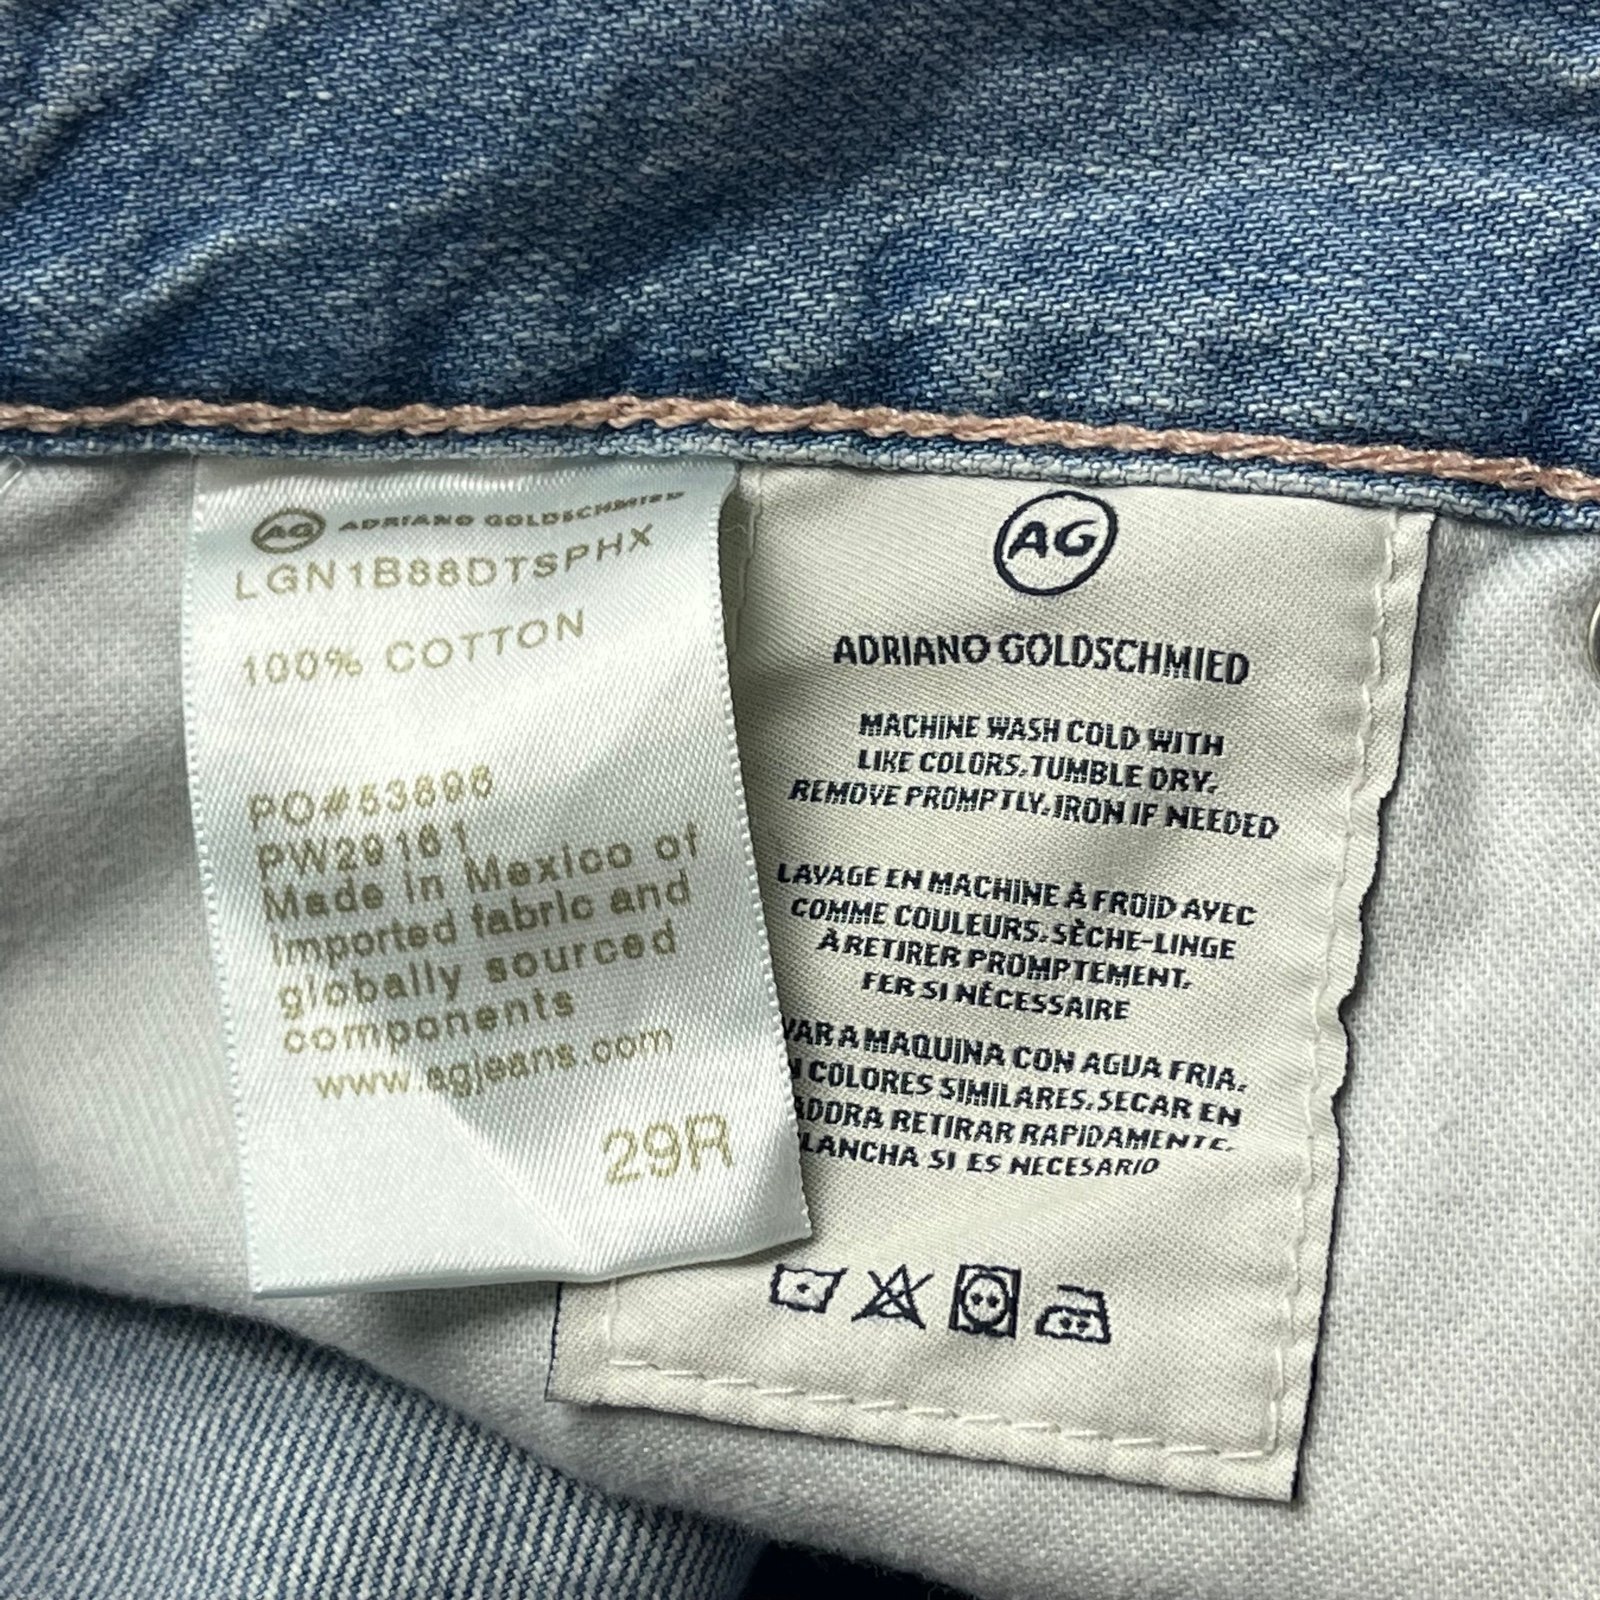 AG ADRIANO GOLDSCHMIED
LGN1B88DTSPHX
100% COTTON
PO#53898
PW29161
Made in Mexico of
Imported fabric and
globally sourced
components
www.agjeans.com
29R
AG
ADRIANO GOLDSCHMIED
MACHINE WASH COLD WITH
LIKE COLORS, TUMBLE DRY,
REMOVE PROMPTLY, IRON IF NEEDED
LAVAGE EN MACHINE À FROID AVEC
COMME COULEURS, SÈCHE-LINGE
À RETIRER PROMPTEMENT,
FER SI NÈCESSAIRE
VAR A MAQUINA CON AGUA FRIA,
COLORES SIMILARES, SECAR EN
ADORA RETIRAR RAPIDAMENTE,
LANCHA SI ES NECESARIO